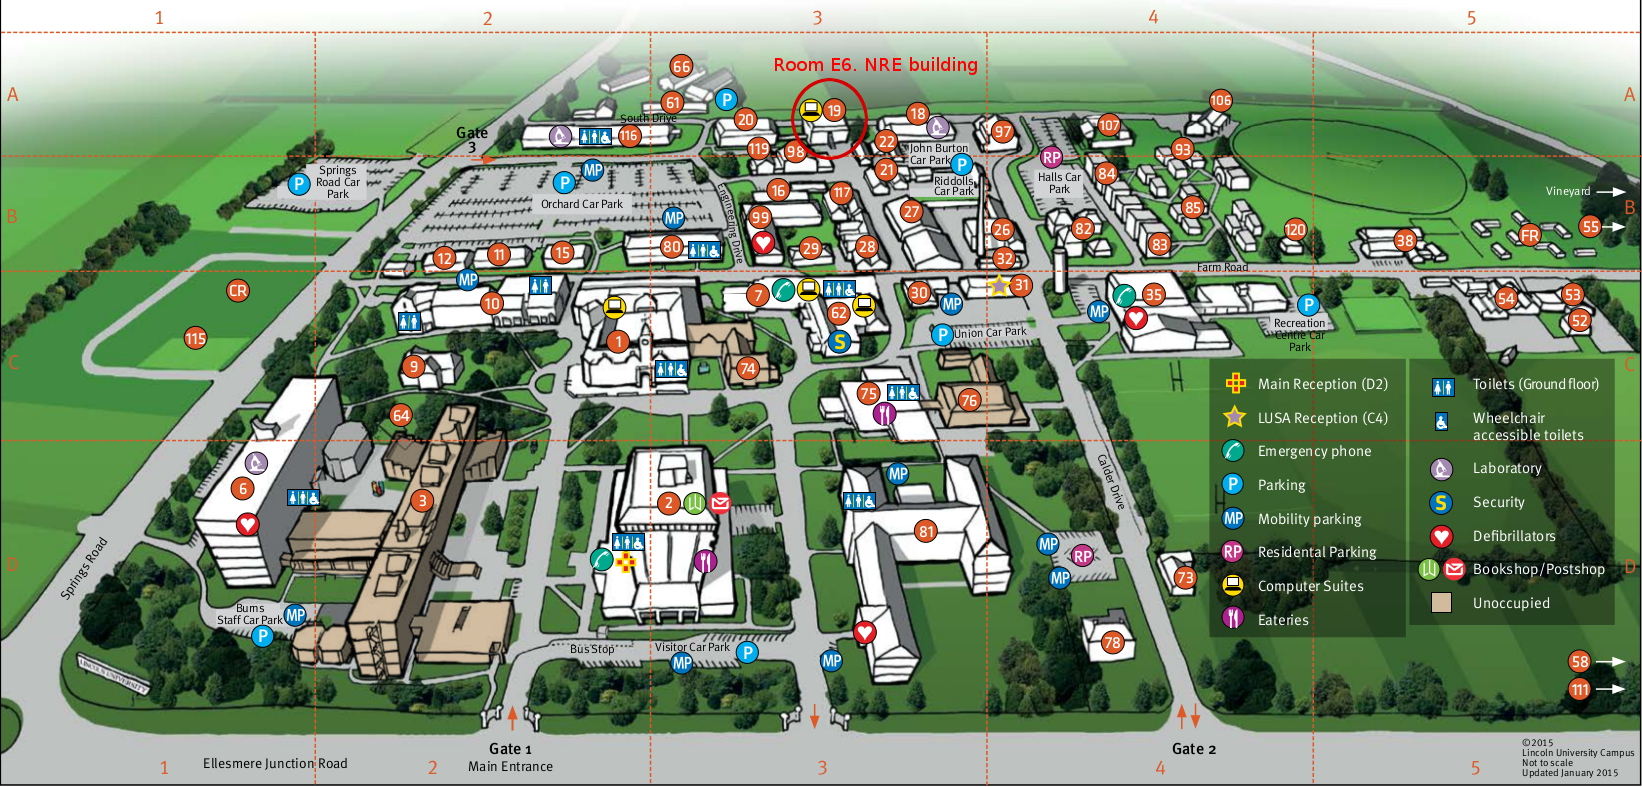 1 2 3 4 5
Room E6. NRE building
66
A A
61 P 19 18 106
South Drive 20 107
Gate
3
116 119 98 22 97 93
John Burton
Car Park
P
RP
21
Riddolls
Car Park
Halls Car
Park
84
P
Springs
Road Car
Park
MP
P
Orchard Car Park
Engineering Drive
16 117
Vineyard
B B
MP 99 27 85
26 82 120 38 FR 55
12 11 15 80 29 28 83
32
Farm Road
CR MP 10 7 30 31 35 54 53
MP MP P 52
115 1 62 S
P Union Car Park
Recreation
Centre Car
Park
C C
9 74
64 75 76
Main Reception (D2)
LUSA Reception (C4)
Emergency phone
P Parking
MP Mobility parking
RP Residental Parking
Computer Suites
Eateries
Toilets (Ground floor)
Wheelchair
accessible toilets
Laboratory
S Security
Defibrillators
Bookshop/Postshop
Unoccupied
6 3 2 MP
Calder Drive
81
D D
MP RP
MP
73
Springs Road
Burns
Staff Car Park
MP
P
78
Bus Stop
Visitor Car Park
P
MP MP
LINCOLN UNIVERSITY
58
111
Gate 1
Main Entrance
Gate 2
Ellesmere Junction Road
1 2 3 4 5
©2015
Lincoln University Campus
Not to scale
Updated January 2015